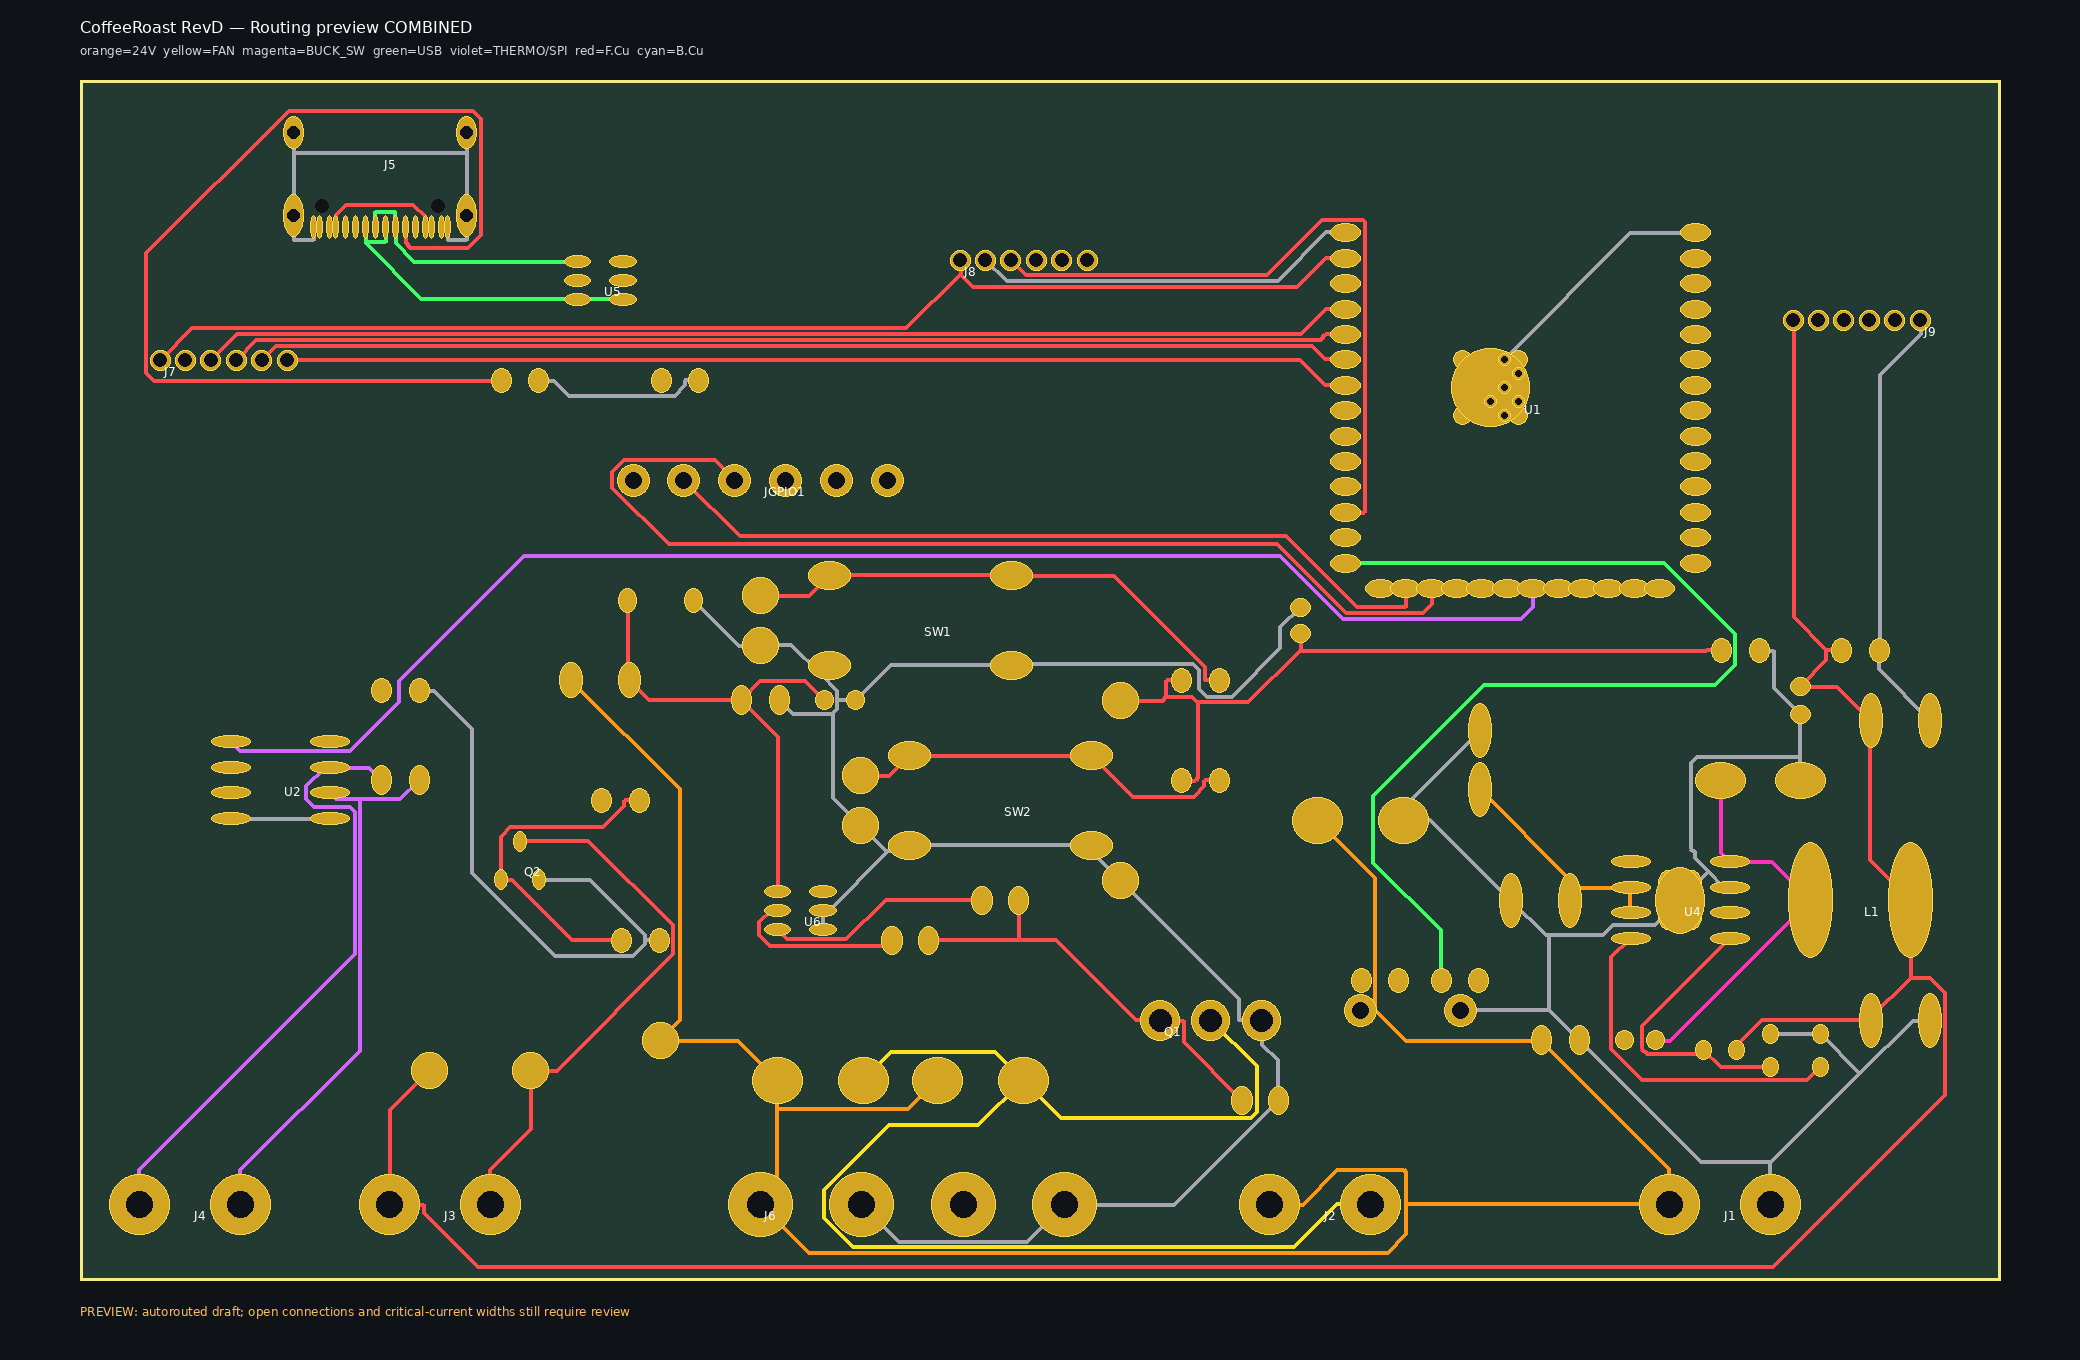 CoffeeRoast RevD — Routing preview COMBINED
orange=24V yellow=FAN magenta=BUCK_SW green=USB violet=THERMO/SPI red=F.Cu cyan=B.Cu
J5
J8
U5
J9
J7
U1
JGPIO1
SW1
U2
SW2
Q2
U6
U4
L1
Q1
J4
J3
J6
J2
J1
PREVIEW: autorouted draft; open connections and critical-current widths still require review